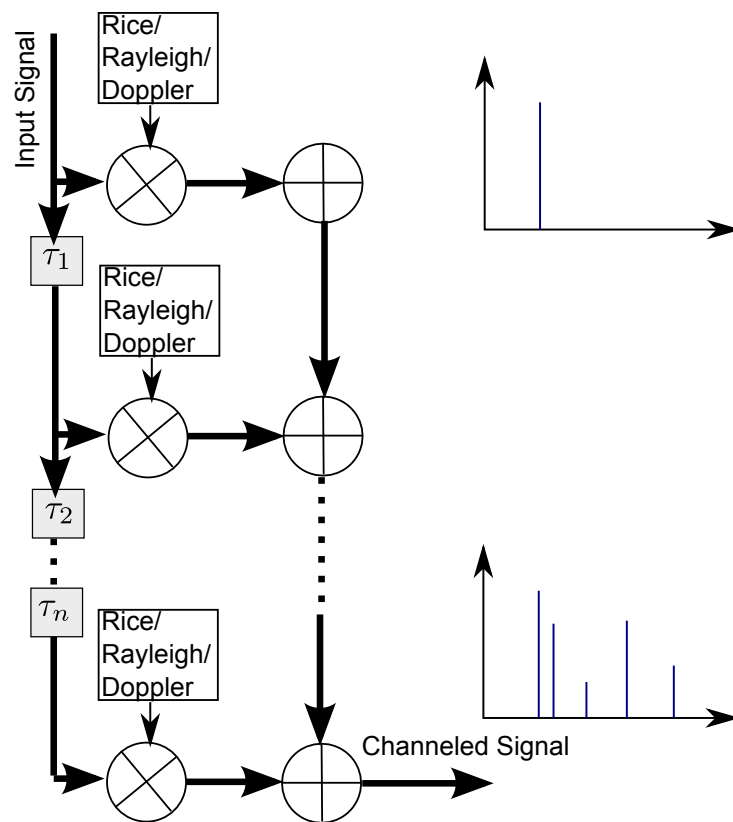 Input Signal
Rice/
Rayleigh/
Doppler
τ1
Rice/
Rayleigh/
Doppler
τ2
τn
Rice/
Rayleigh/
Doppler
Channeled Signal